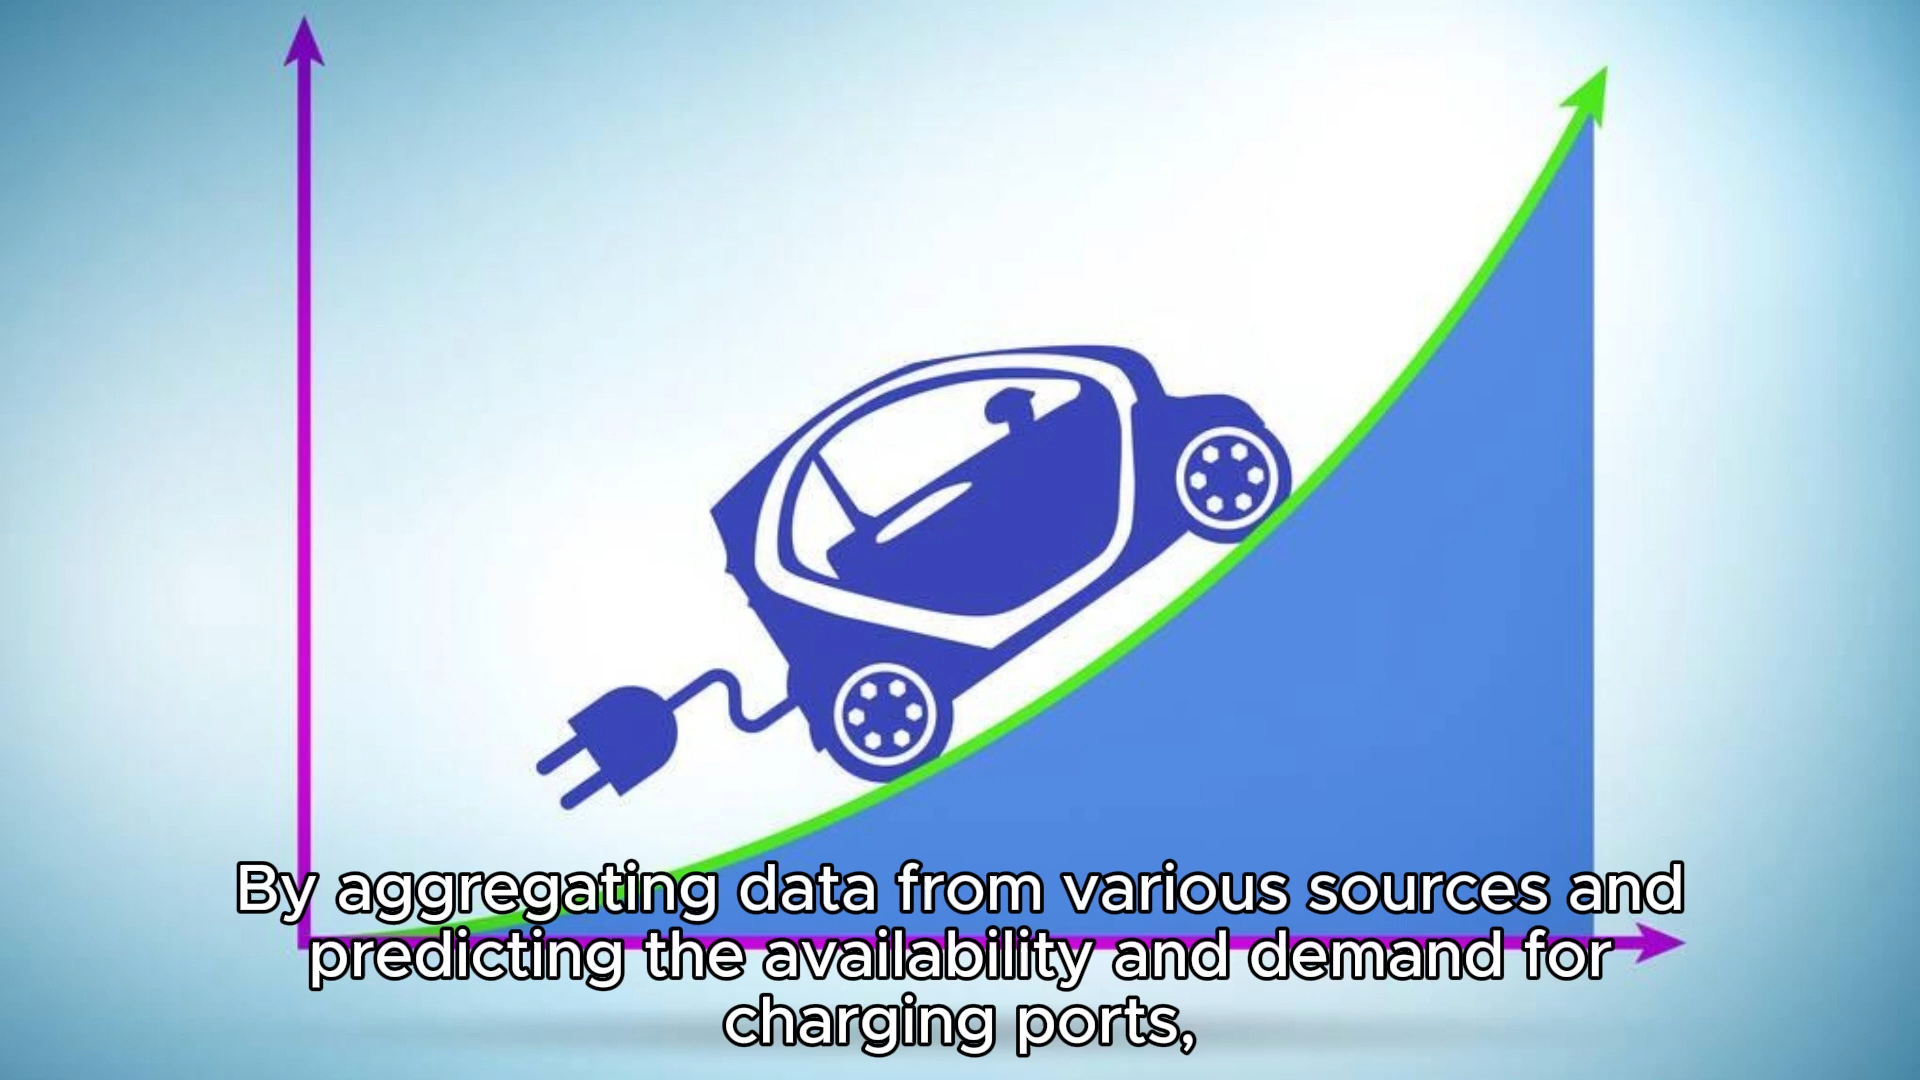 By aggregating data from various sources and
predicting the availability and demand for
charging ports,